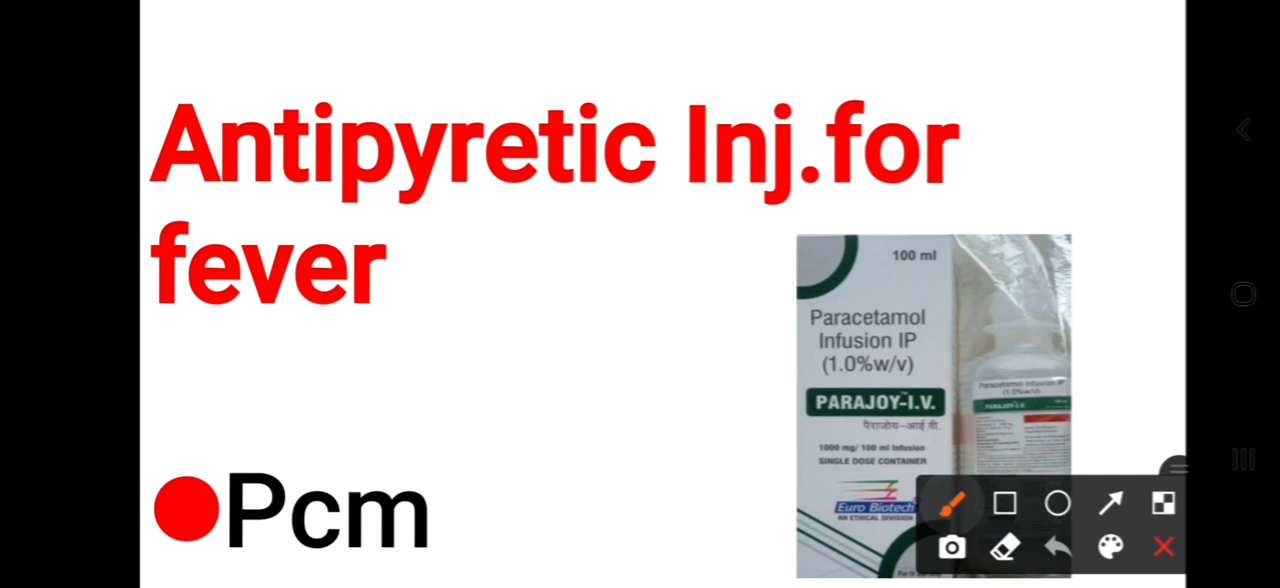 Antipyretic Inj.for
fever
100 ml
Paracetamol
Infusion IP
(1.0%w/v)
PARAJOY-I.V.
पैराजोय–आई.वी.
1000 mg/ 100 ml Infusion
SINGLE DOSE CONTAINER
Euro Biotech
AN ETHICAL DIVISION
Paracetamol Infusion IP
(1.0%w/v)
PARAJOY-I.V.
Pcm